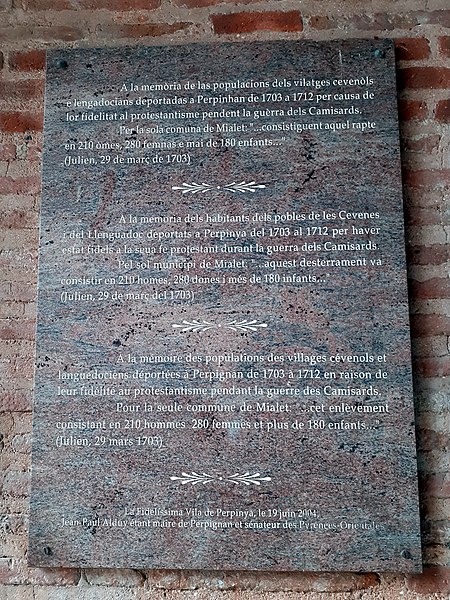 A la memòria de las populacions dels vilatges cevenòls
e lengadocians deportadas a Perpinhan de 1703 a 1712 per causa de
lor fidelitat al protestantisme pendent la guèrra dels Camisards.
Per la sola comuna de Mialet: "...consistiguent aquel rapte
en 210 òmes, 280 femnas e mai de 180 enfants..."
(Julien, 29 de març de 1703)
A la memòria dels habitants dels pobles de les Cevenes
i del Llenguadoc deportats a Perpinyà del 1703 al 1712 per haver
estat fidels a la seua fe protestant durant la guerra dels Camisards.
Pel sol municipi de Mialet: "...aquest desterrament va
consistir en 210 homes, 280 dones i més de 180 infants..."
(Julien, 29 de març del 1703)
A la mémoire des populations des villages cévenols et
languedociens déportées à Perpignan de 1703 à 1712 en raison de
leur fidélité au protestantisme pendant la guerre des Camisards.
Pour la seule commune de Mialet: "...cet enlèvement
consistant en 210 hommes 280 femmes et plus de 180 enfants..."
(Julien, 29 mars 1703)
La Fidelíssima Vila de Perpinyà, le 19 juin 2004,
Jean-Paul Alduy étant maire de Perpignan et sénateur des Pyrénées-Orientales